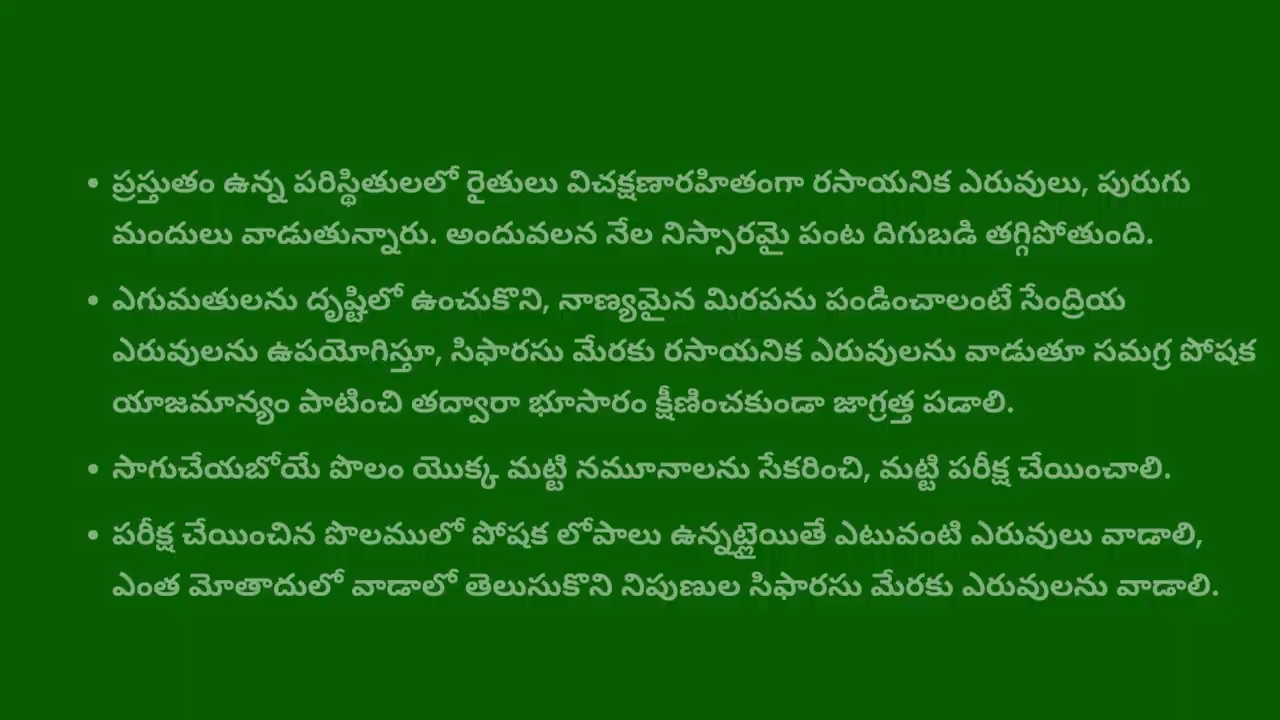 • ప్రస్తుతం ఉన్న పరిస్థితులలో రైతులు విచక్షణారహితంగా రసాయనిక ఎరువులు, పురుగు
మందులు వాడుతున్నారు. అందువలన నేల నిస్సారమై పంట దిగుబడి తగ్గిపోతుంది.
• ఎగుమతులను దృష్టిలో ఉంచుకొని, నాణ్యమైన మిరపను పండించాలంటే సేంద్రియ
ఎరువులను ఉపయోగిస్తూ, సిఫారసు మేరకు రసాయనిక ఎరువులను వాడుతూ సమగ్ర పోషక
యాజమాన్యం పాటించి తద్వారా భూసారం క్షీణించకుండా జాగ్రత్త పడాలి.
• సాగుచేయబోయే పొలం యొక్క మట్టి నమూనాలను సేకరించి, మట్టి పరీక్ష చేయించాలి.
• పరీక్ష చేయించిన పొలములో పోషక లోపాలు ఉన్నట్లైయితే ఎటువంటి ఎరువులు వాడాలి,
ఎంత మోతాదులో వాడాలో తెలుసుకొని నిపుణుల సిఫారసు మేరకు ఎరువులను వాడాలి.